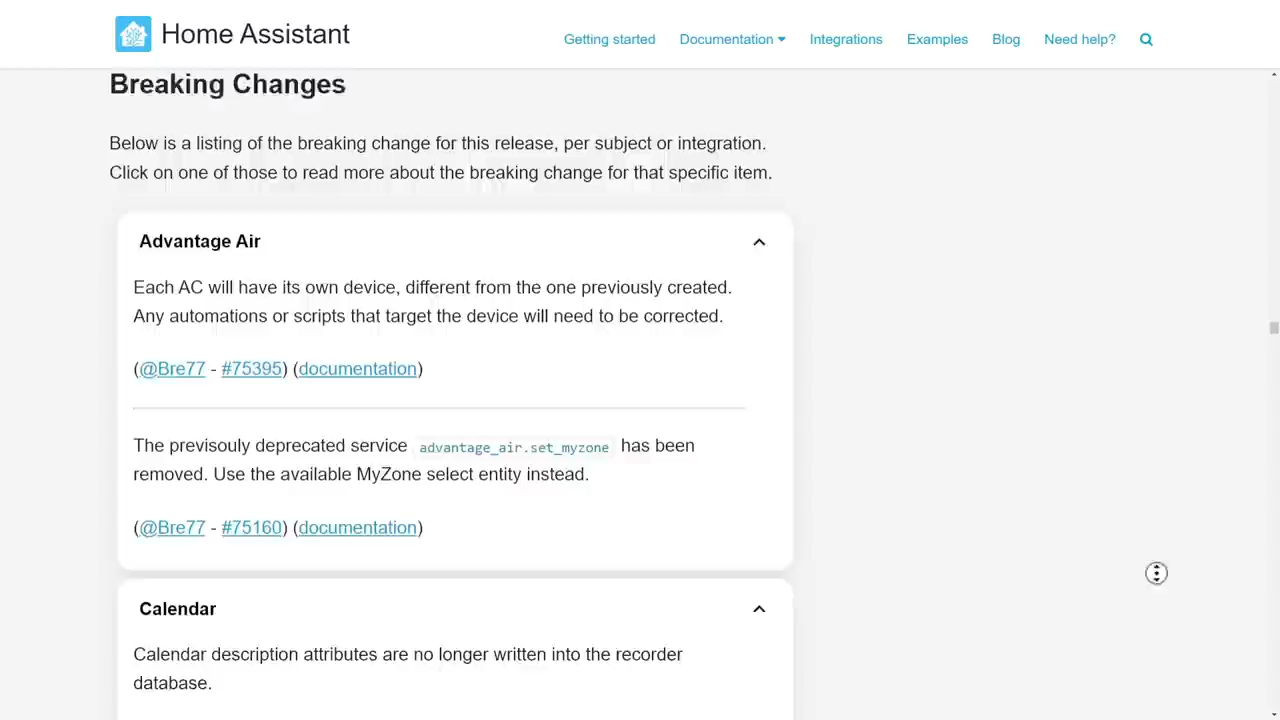 Home Assistant
Getting started
Documentation
Integrations
Examples
Blog
Need help?
Breaking Changes
Below is a listing of the breaking change for this release, per subject or integration.
Click on one of those to read more about the breaking change for that specific item.
Advantage Air
Each AC will have its own device, different from the one previously created.
Any automations or scripts that target the device will need to be corrected.
(@Bre77 - #75395) (documentation)
The previsouly deprecated service advantage_air.set_myzone has been
removed. Use the available MyZone select entity instead.
(@Bre77 - #75160) (documentation)
Calendar
Calendar description attributes are no longer written into the recorder
database.